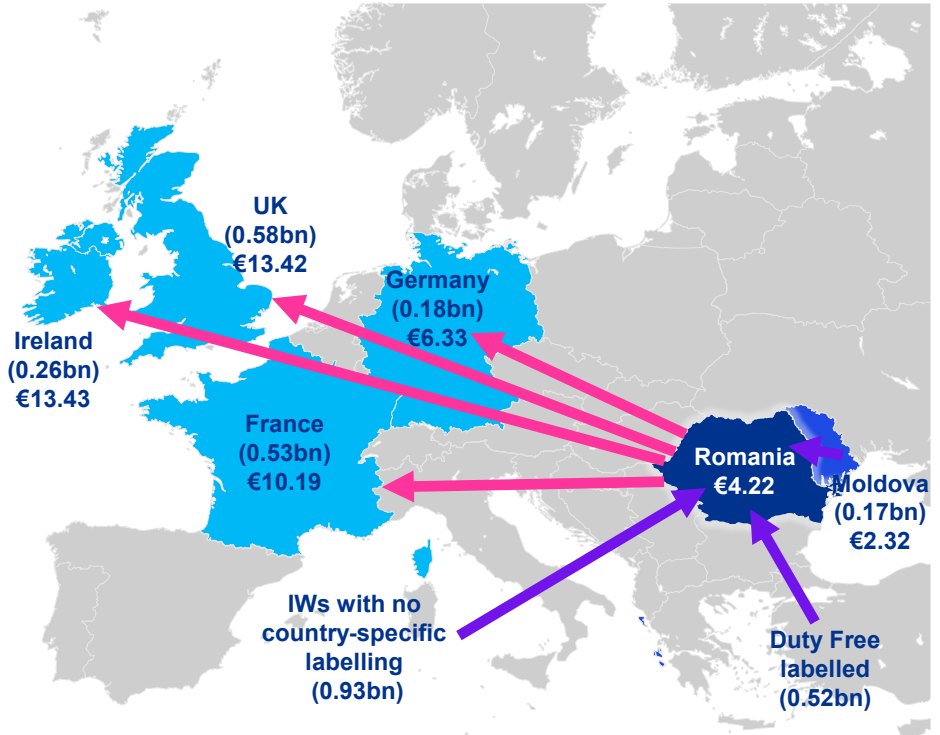 UK
(0.58bn)
€13.42
Germany
(0.18bn)
€6.33
Ireland
(0.26bn)
€13.43
France
(0.53bn)
€10.19
Romania
€4.22
Moldova
(0.17bn)
€2.32
IWs with no
country-specific
labelling
(0.93bn)
Duty Free
labelled
(0.52bn)